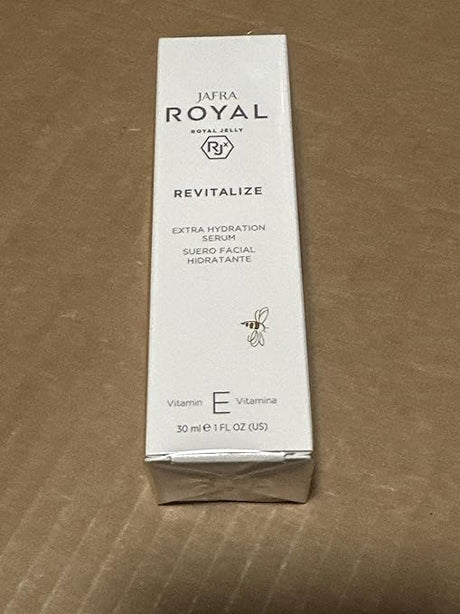 JAFRA
ROYAL
ROYAL JELLY
RJx
REVITALIZE
EXTRA HYDRATION
SERUM
SUERO FACIAL
HIDRATANTE
Vitamin E Vitamina
30 ml ℮ 1 FL OZ (US)